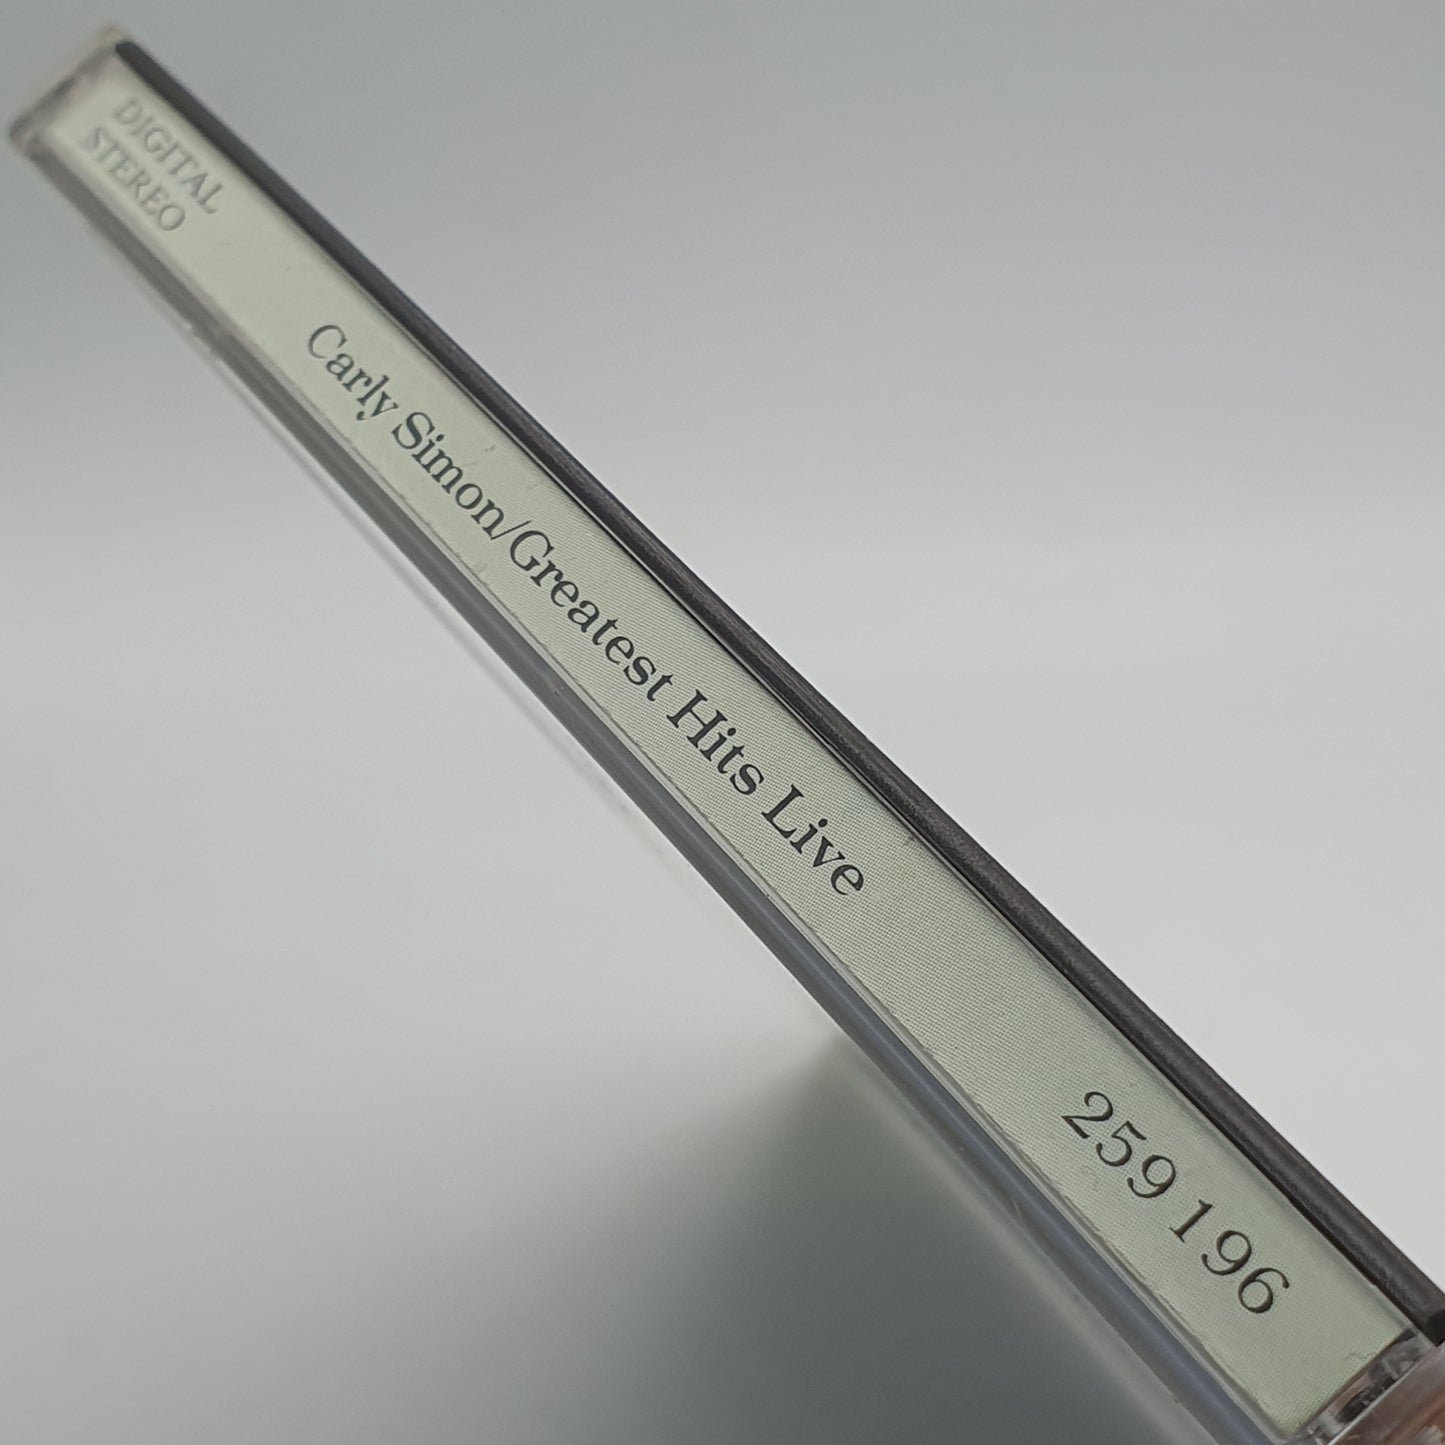 DIGITAL
STEREO
Carly Simon/Greatest Hits Live
259 196